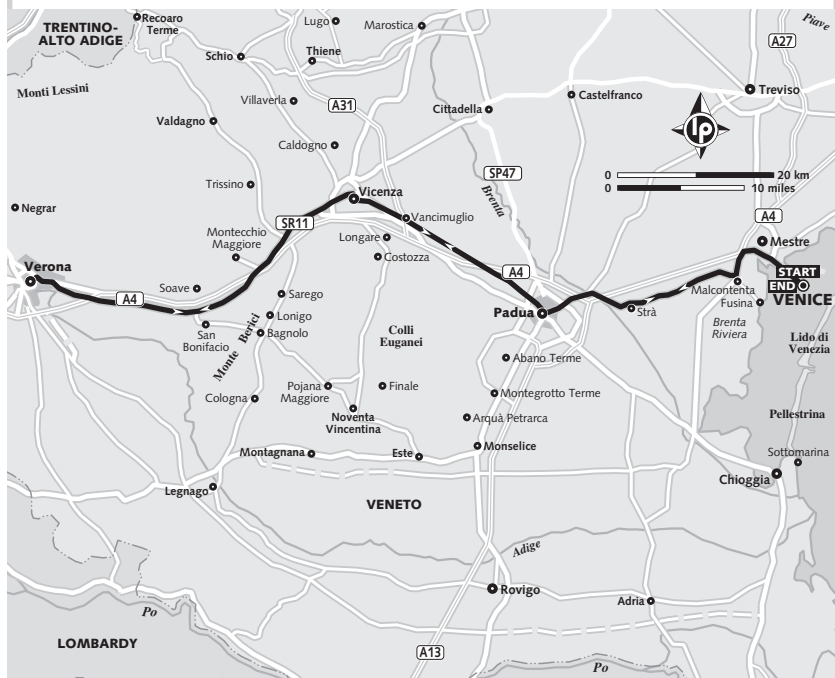 TRENTINO-
ALTO ADIGE
Recoaro
Terme
Lugo
Marostica
Piave
A27
Schio
Thiene
Monti Lessini
Villaverla
A31
Cittadella
Castelfranco
Treviso
lp
Valdagno
Caldogno
SP47
0 20 km
0 10 miles
Trissino
Vicenza
Brenta
Negrar
SR11
Vancimuglio
A4
Mestre
Montecchio
Maggiore
Longare
Costozza
A4
START
END
VENICE
Verona
Soave
A4
Sarego
Malcontenta
Fusina
Padua
Strà
Lonigo
San
Bonifacio
Bagnolo
Monte Berici
Colli
Euganei
Brenta
Riviera
Lido di
Venezia
Abano Terme
Pojana
Maggiore
Finale
Montegrotto Terme
Cologna
Noventa
Vincentina
Arquà Petrarca
Pellestrina
Montagnana
Este
Monselice
Sottomarina
Chioggia
Legnago
VENETO
Adige
Rovigo
Adria
Po
LOMBARDY
A13
Po